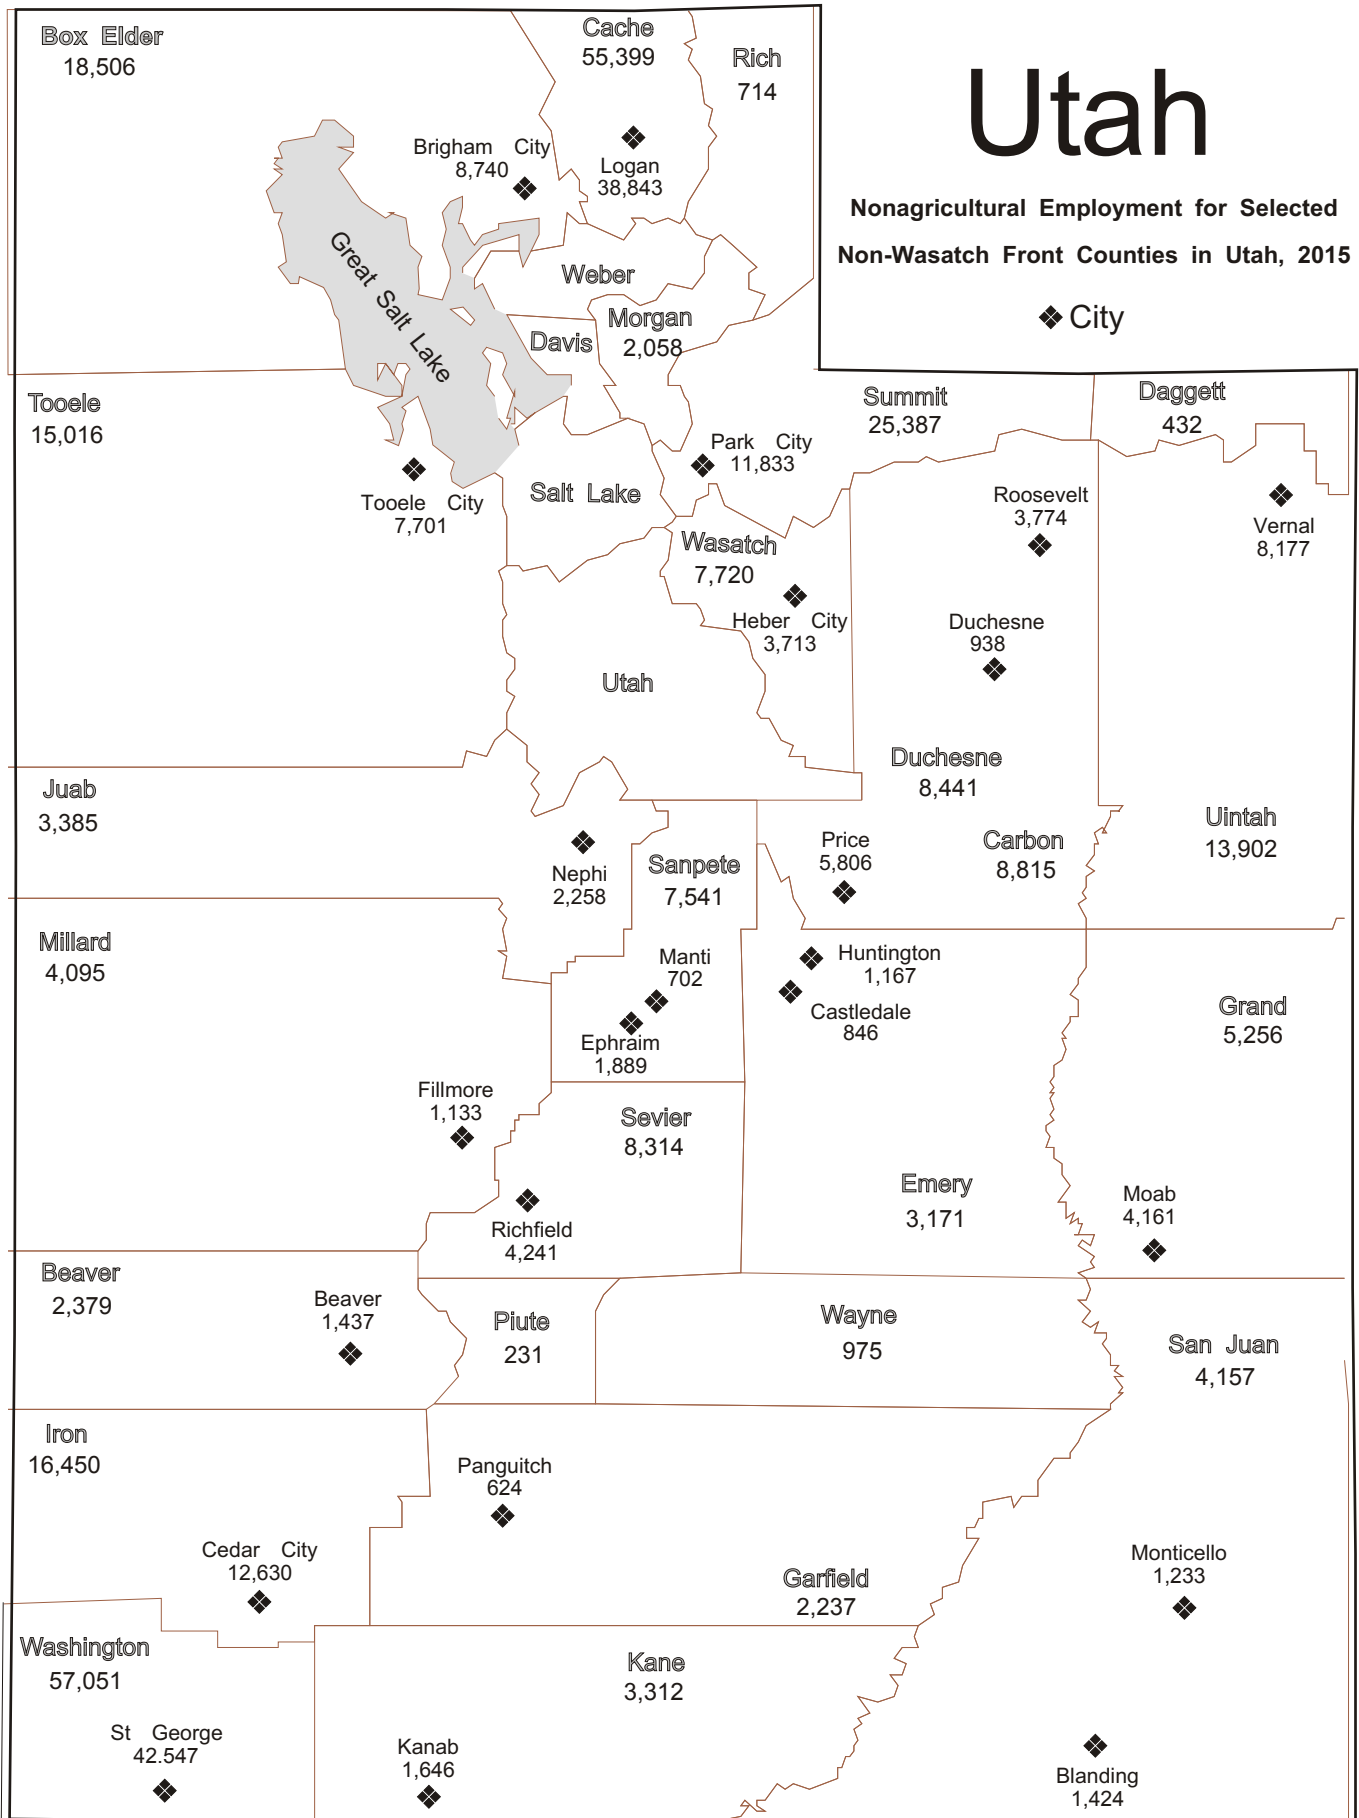 Utah
Nonagricultural Employment for Selected
Non-Wasatch Front Counties in Utah, 2015
City
Box Elder
18,506
Cache
55,399
Rich
714
Brigham City
8,740
Logan
38,843
Great Salt Lake
Weber
Morgan
2,058
Davis
Tooele
15,016
Summit
25,387
Daggett
432
Park City
11,833
Tooele City
7,701
Salt Lake
Roosevelt
3,774
Vernal
8,177
Wasatch
7,720
Heber City
3,713
Duchesne
938
Utah
Duchesne
8,441
Juab
3,385
Uintah
13,902
Nephi
2,258
Sanpete
7,541
Price
5,806
Carbon
8,815
Millard
4,095
Manti
702
Huntington
1,167
Castledale
846
Grand
5,256
Ephraim
1,889
Fillmore
1,133
Sevier
8,314
Emery
3,171
Moab
4,161
Richfield
4,241
Beaver
2,379
Beaver
1,437
Piute
231
Wayne
975
San Juan
4,157
Iron
16,450
Panguitch
624
Cedar City
12,630
Garfield
2,237
Monticello
1,233
Washington
57,051
Kane
3,312
St George
42.547
Kanab
1,646
Blanding
1,424